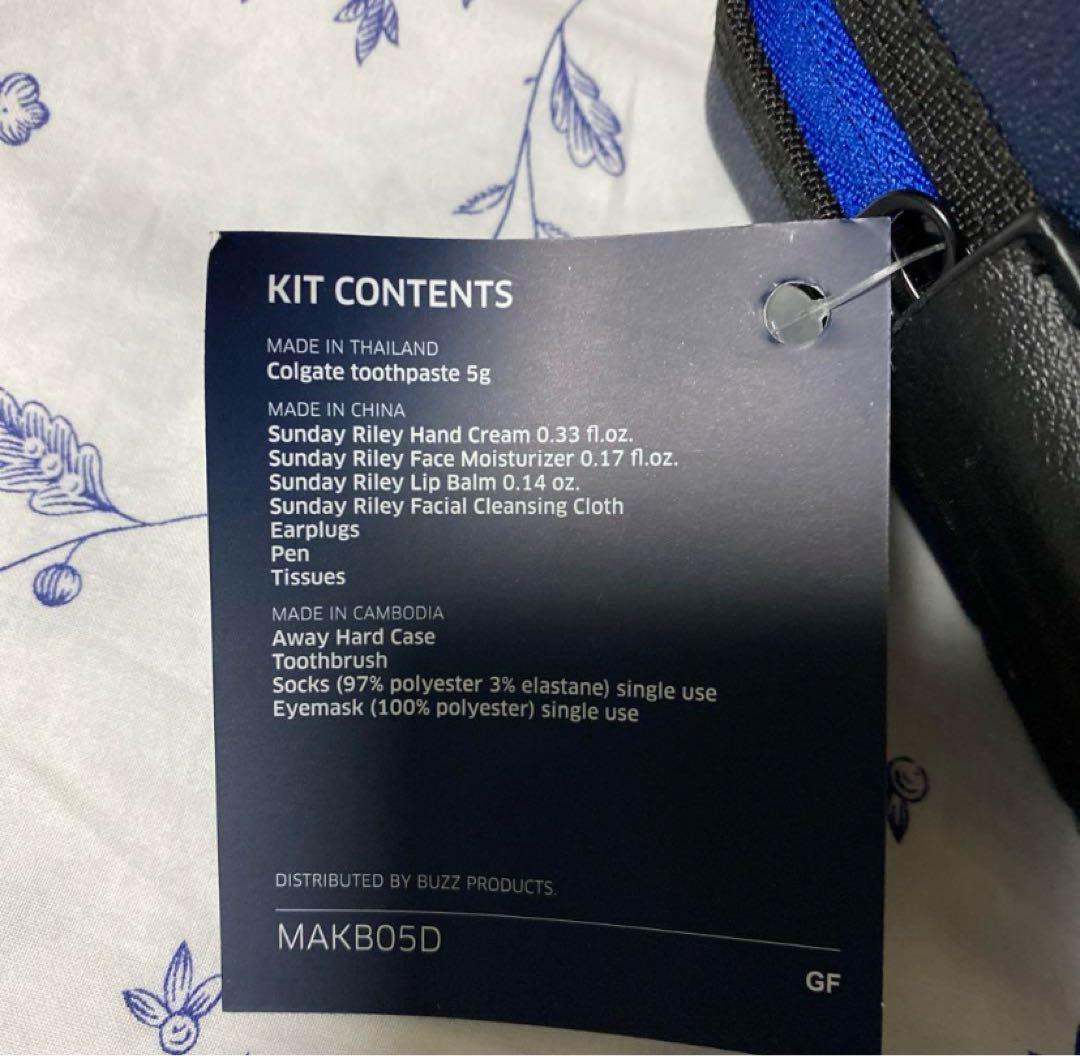 KIT CONTENTS
MADE IN THAILAND
Colgate toothpaste 5g
MADE IN CHINA
Sunday Riley Hand Cream 0.33 fl.oz.
Sunday Riley Face Moisturizer 0.17 fl.oz.
Sunday Riley Lip Balm 0.14 oz.
Sunday Riley Facial Cleansing Cloth
Earplugs
Pen
Tissues
MADE IN CAMBODIA
Away Hard Case
Toothbrush
Socks (97% polyester 3% elastane) single use
Eyemask (100% polyester) single use
DISTRIBUTED BY BUZZ PRODUCTS.
MAKB05D
GF